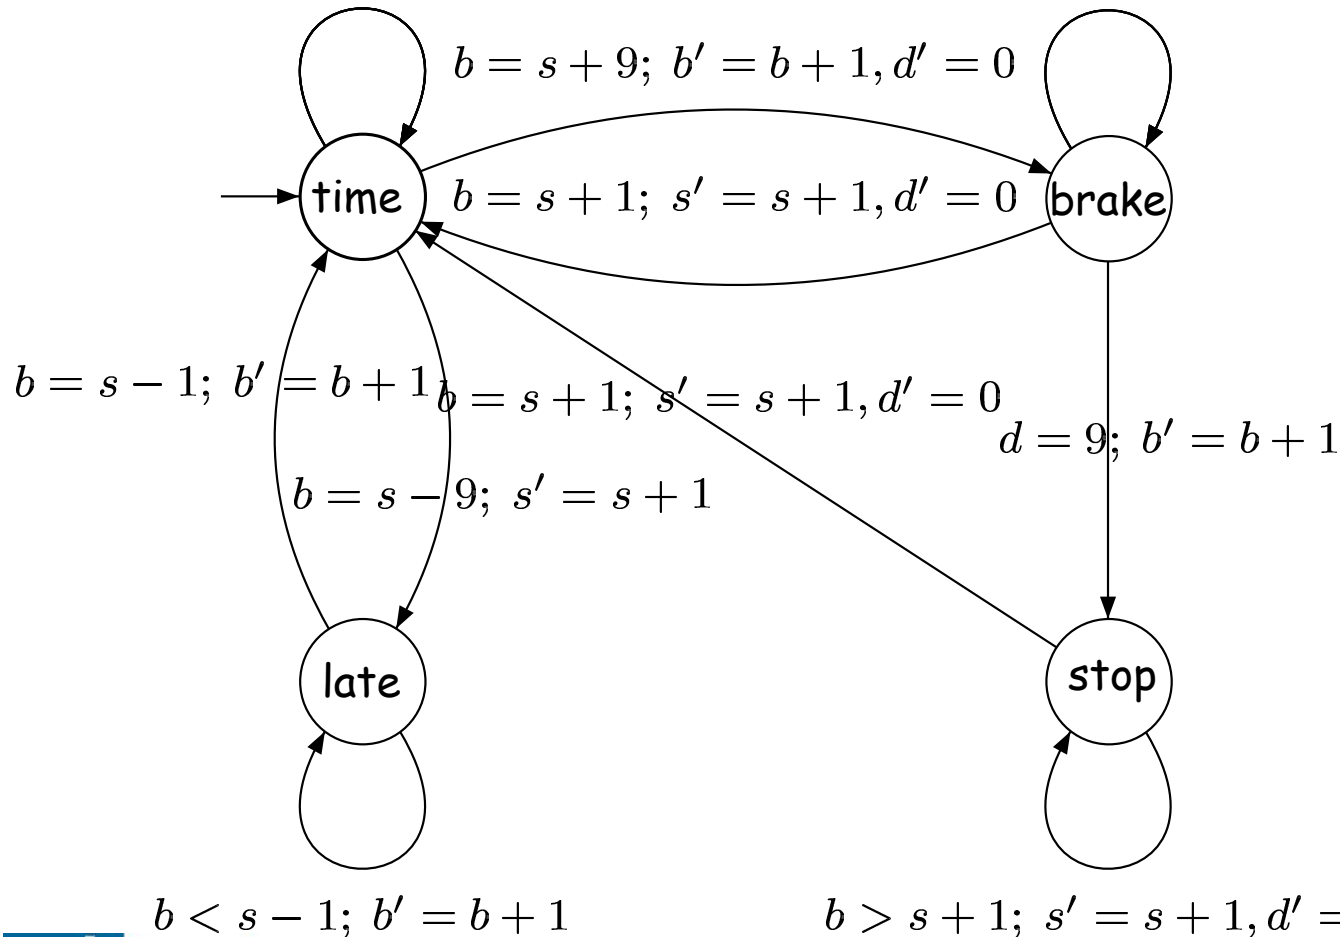 b = s + 9; b′ = b + 1, d′ = 0
time
b = s + 1; s′ = s + 1, d′ = 0
brake
b = s − 1; b′ = b + 1
b = s + 1; s′ = s + 1, d′ = 0
d = 9; b′ = b + 1
b = s − 9; s′ = s + 1
late
stop
b < s − 1; b′ = b + 1
b > s + 1; s′ = s + 1, d′ =